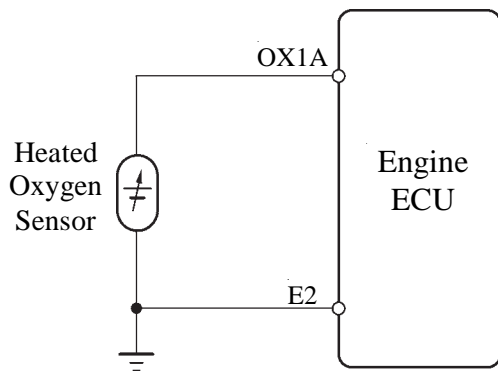 OX1A
Heated
Oxygen
Sensor
Engine
ECU
E2